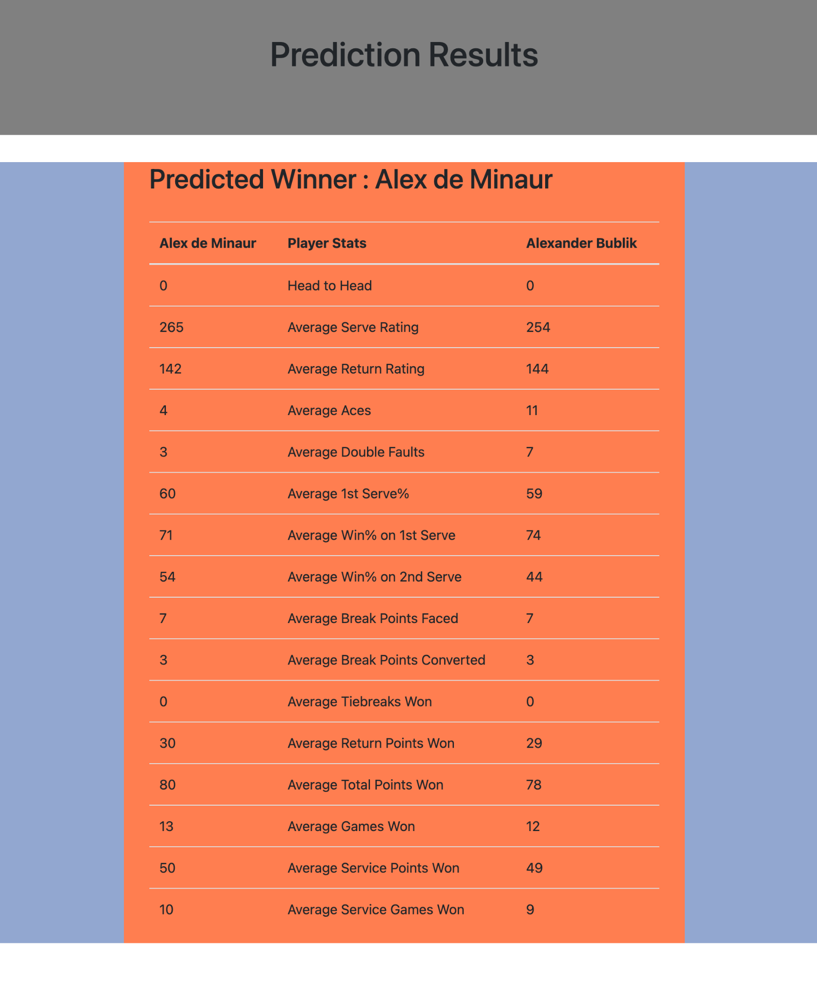 Prediction Results
Predicted Winner : Alex de Minaur
Alex de Minaur Player Stats Alexander Bublik
0 Head to Head 0
265 Average Serve Rating 254
142 Average Return Rating 144
4 Average Aces 11
3 Average Double Faults 7
60 Average 1st Serve% 59
71 Average Win% on 1st Serve 74
54 Average Win% on 2nd Serve 44
7 Average Break Points Faced 7
3 Average Break Points Converted 3
0 Average Tiebreaks Won 0
30 Average Return Points Won 29
80 Average Total Points Won 78
13 Average Games Won 12
50 Average Service Points Won 49
10 Average Service Games Won 9